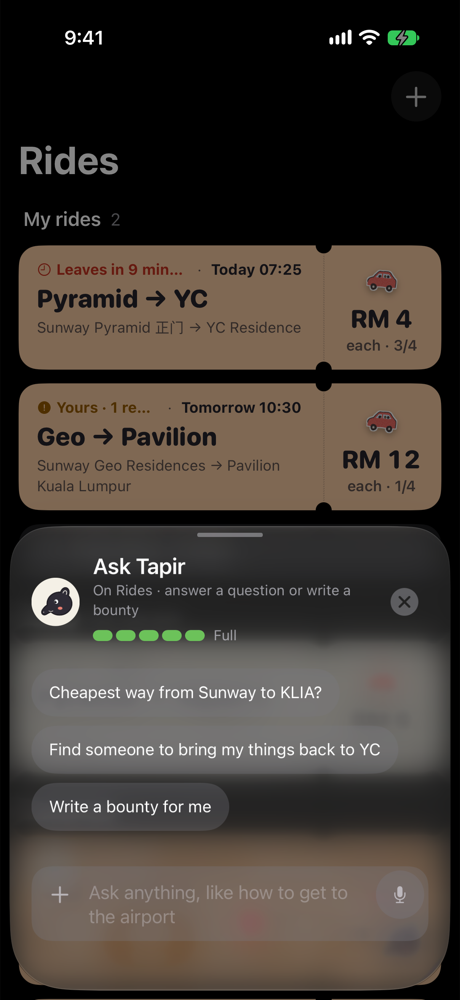 9:41
Rides
My rides 2
Leaves in 9 min... · Today 07:25
Pyramid → YC
Sunway Pyramid 正门 → YC Residence
RM 4
each · 3/4
Yours · 1 re... · Tomorrow 10:30
Geo → Pavilion
Sunway Geo Residences → Pavilion
Kuala Lumpur
RM 12
each · 1/4
Ask Tapir
On Rides · answer a question or write a
bounty
Full
Cheapest way from Sunway to KLIA?
Find someone to bring my things back to YC
Write a bounty for me
Ask anything, like how to get to
the airport